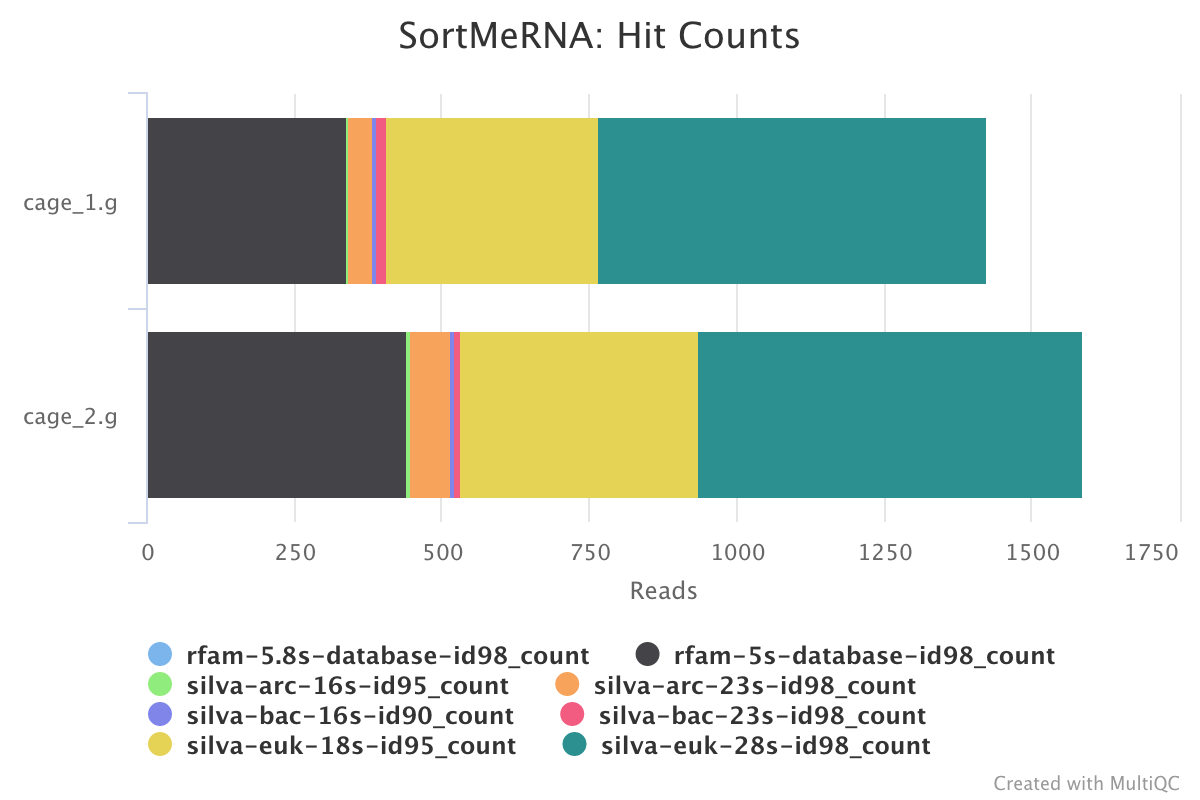 SortMeRNA: Hit Counts
cage_1.g
cage_2.g
0 250 500 750 1000 1250 1500 1750
Reads
rfam-5.8s-database-id98_count rfam-5s-database-id98_count
silva-arc-16s-id95_count silva-arc-23s-id98_count
silva-bac-16s-id90_count silva-bac-23s-id98_count
silva-euk-18s-id95_count silva-euk-28s-id98_count
Created with MultiQC